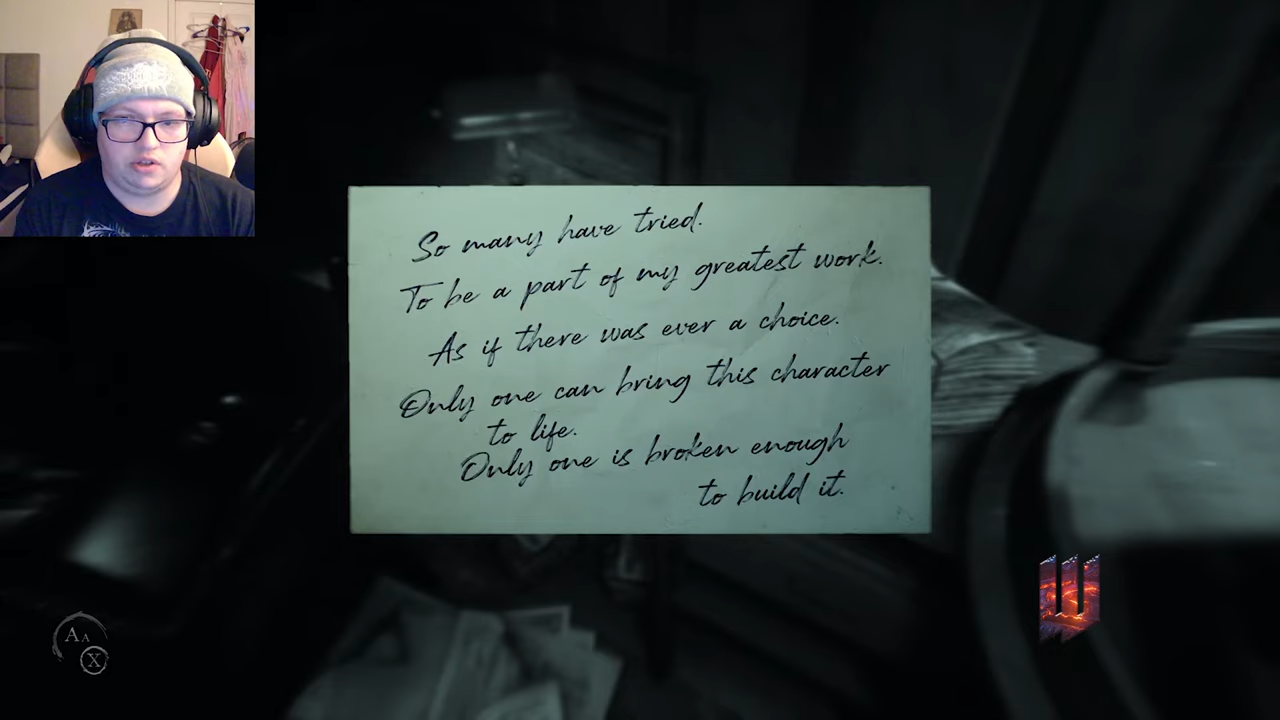 So many have tried.
To be a part of my greatest work.
As if there was ever a choice.
Only one can bring this character
to life.
Only one is broken enough
to build it.
AA
X